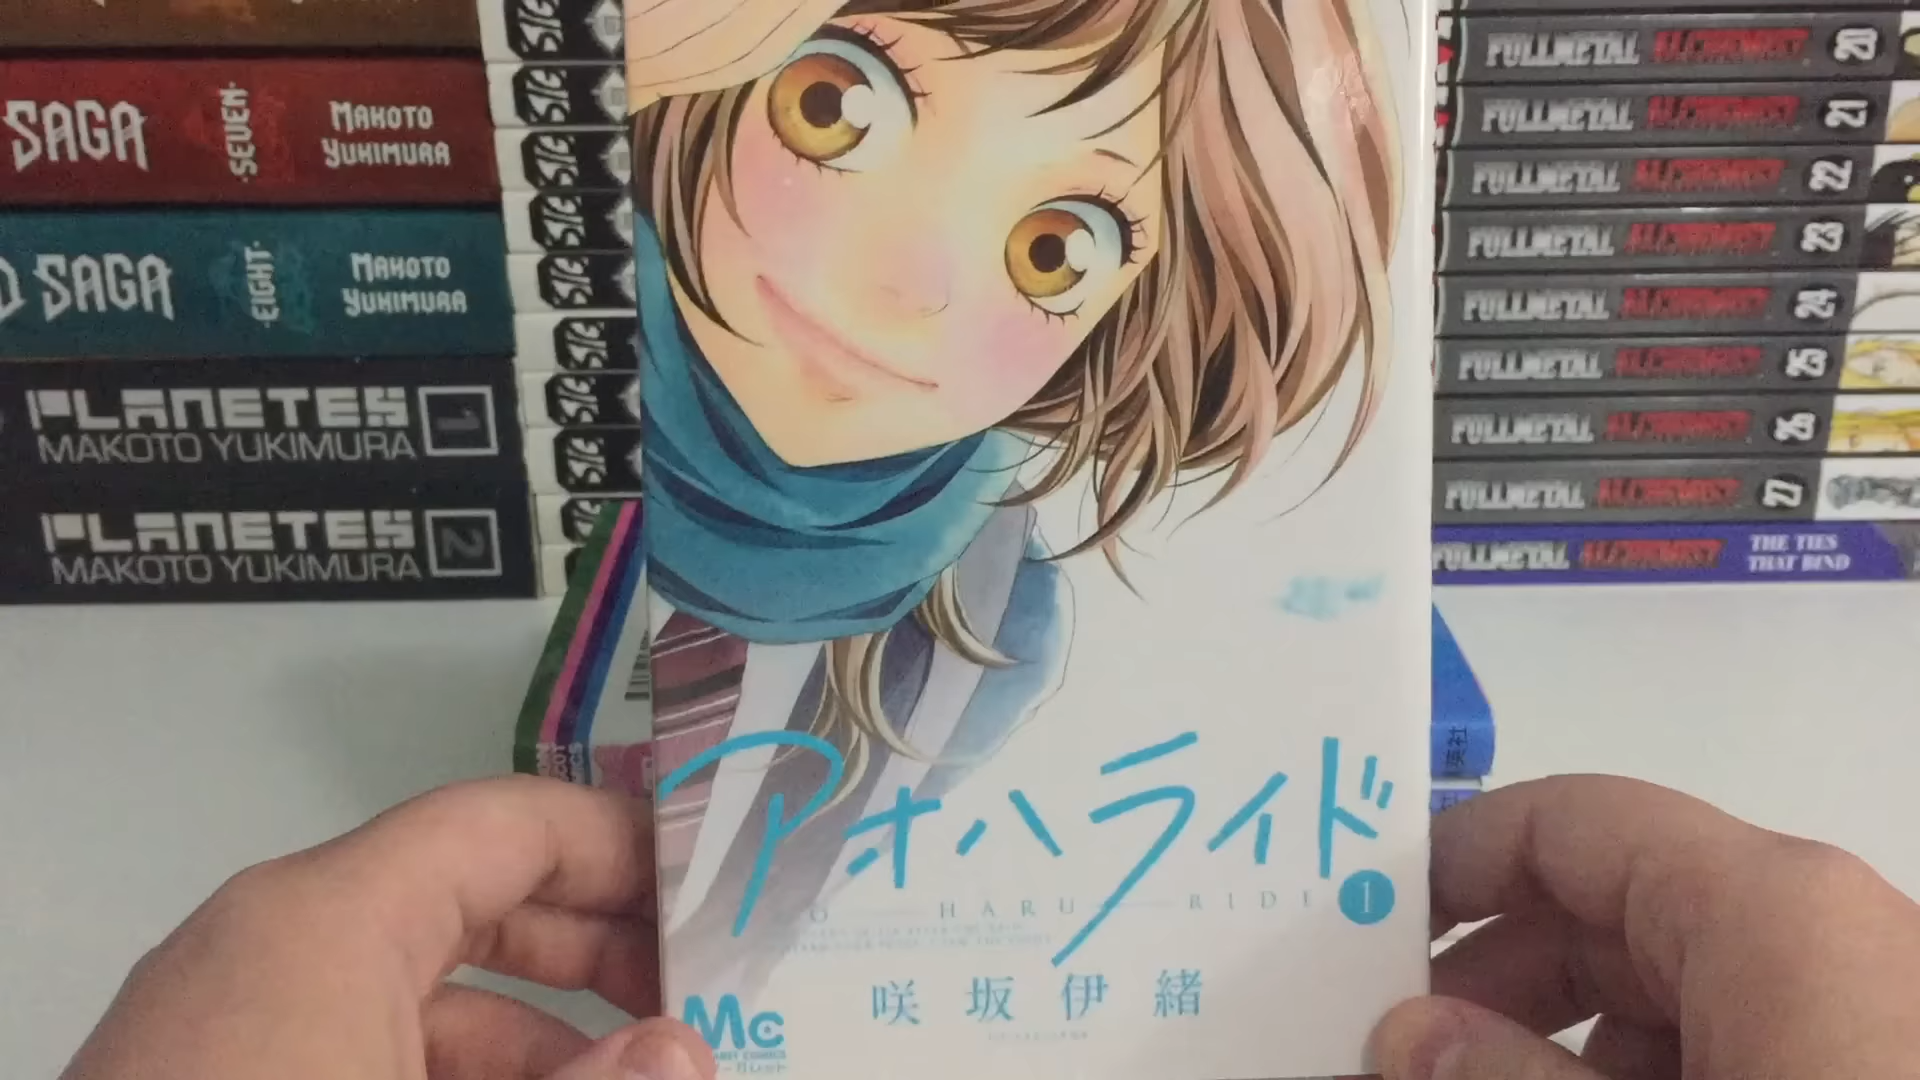 SAGA
·SEVEN·
MAKOTO
YUKIMURA
SAGA
·EIGHT·
MAKOTO
YUKIMURA
PLANETES
MAKOTO YUKIMURA
1
PLANETES
MAKOTO YUKIMURA
2
アオハライド
HARU RIDE 1
咲坂伊緒
Mc
FULLMETAL ALCHEMIST 20
FULLMETAL ALCHEMIST 21
FULLMETAL ALCHEMIST 22
FULLMETAL ALCHEMIST 23
FULLMETAL ALCHEMIST 24
FULLMETAL ALCHEMIST 25
FULLMETAL ALCHEMIST 26
FULLMETAL ALCHEMIST 27
FULLMETAL ALCHEMIST THE TIES
THAT BIND